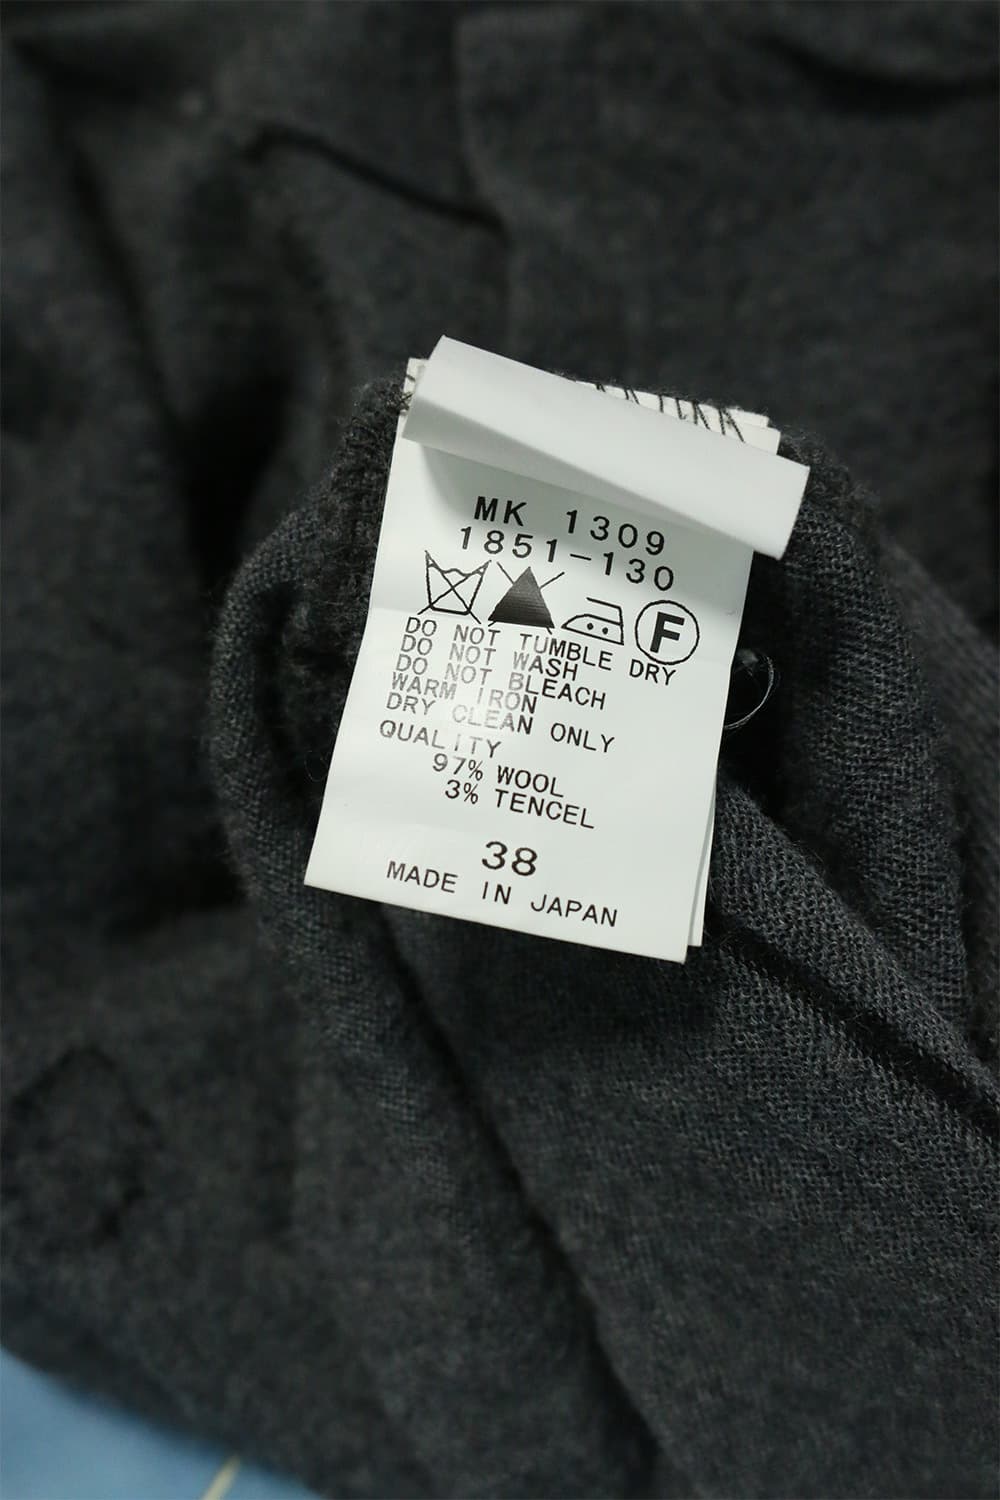 MK 1309
1851-130
F
DO NOT TUMBLE DRY
DO NOT WASH
DO NOT BLEACH
WARM IRON
DRY CLEAN ONLY
QUALITY
97% WOOL
3% TENCEL
38
MADE IN JAPAN